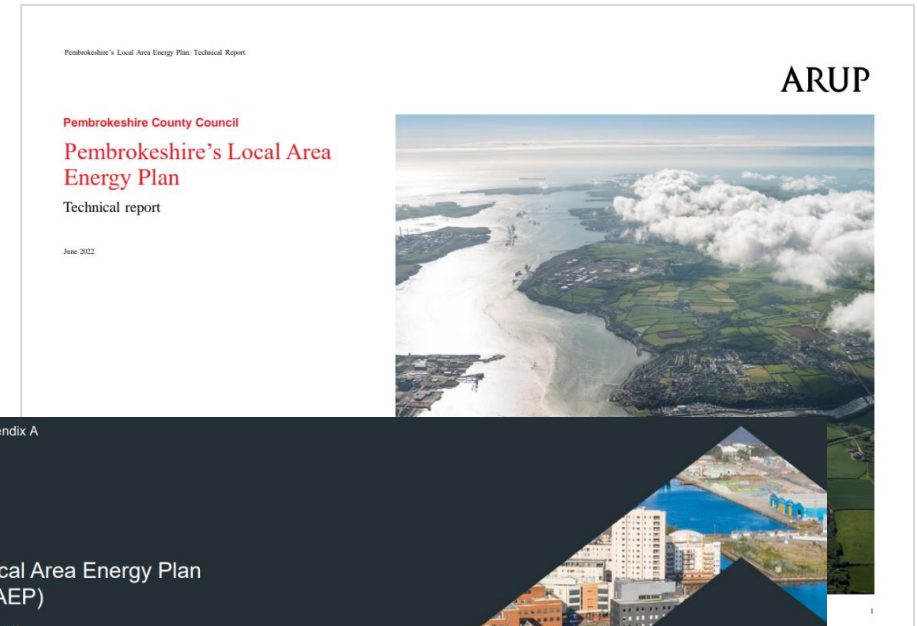 Pembrokeshire's Local Area Energy Plan: Technical Report
ARUP
Pembrokeshire County Council
Pembrokeshire's Local Area
Energy Plan
Technical report
June 2022
endix A
cal Area Energy Plan
AEP)
1